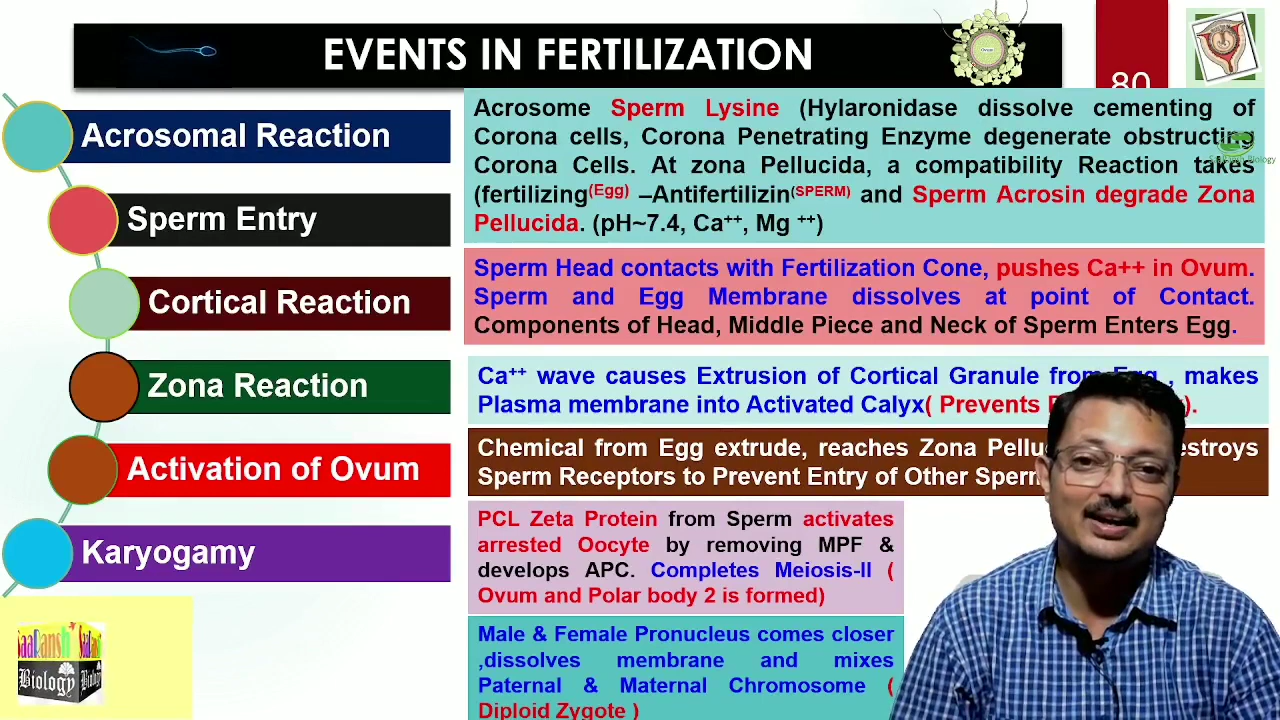 EVENTS IN FERTILIZATION
Ovum
80
Acrosomal Reaction
Sperm Entry
Cortical Reaction
Zona Reaction
Activation of Ovum
Karyogamy
Acrosome Sperm Lysine (Hylaronidase dissolve cementing of
Corona cells, Corona Penetrating Enzyme degenerate obstructing
Corona Cells. At zona Pellucida, a compatibility Reaction takes
(fertilizing(Egg) –Antifertilizin(SPERM) and Sperm Acrosin degrade Zona
Pellucida. (pH~7.4, Ca++, Mg ++)
Sperm Head contacts with Fertilization Cone, pushes Ca++ in Ovum.
Sperm and Egg Membrane dissolves at point of Contact.
Components of Head, Middle Piece and Neck of Sperm Enters Egg.
Ca++ wave causes Extrusion of Cortical Granule from Egg , makes
Plasma membrane into Activated Calyx( Prevents
Chemical from Egg extrude, reaches Zona
Sperm Receptors to Prevent Entry of Other
PCL Zeta Protein from Sperm activates
arrested Oocyte by removing MPF &
develops APC. Completes Meiosis-II (
Ovum and Polar body 2 is formed)
Male & Female Pronucleus comes closer
,dissolves membrane and mixes
Paternal & Maternal Chromosome (
Diploid Zygote )
SaaRansh
Biology